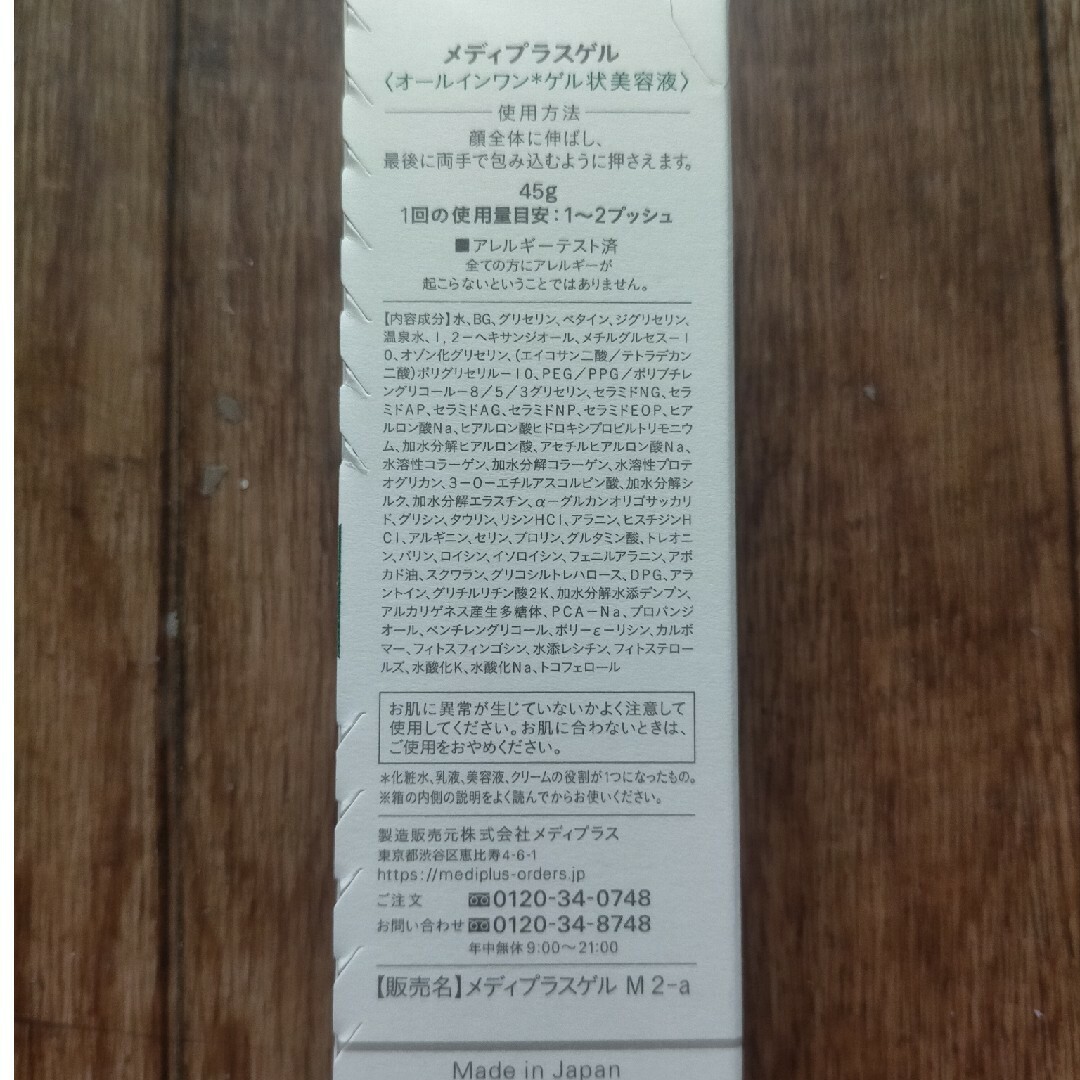 メディプラスゲル
〈オールインワン*ゲル状美容液〉
使用方法
顔全体に伸ばし、
最後に両手で包み込むように押さえます。
45g
1回の使用量目安：1〜2プッシュ
■アレルギーテスト済
全ての方にアレルギーが
起こらないということではありません。
【内容成分】水、BG、グリセリン、ベタイン、ジグリセリン、
温泉水、1,2−ヘキサンジオール、メチルグルセス−1
0、オゾン化グリセリン、(エイコサン二酸／テトラデカン
二酸)ポリグリセリル−10、PEG／PPG／ポリブチレ
ングリコール−8／5／3グリセリン、セラミドNG、セラ
ミドAP、セラミドAG、セラミドNP、セラミドEOP、ヒア
ルロン酸Na、ヒアルロン酸ヒドロキシプロピルトリモニウ
ム、加水分解ヒアルロン酸、アセチルヒアルロン酸Na、
水溶性コラーゲン、加水分解コラーゲン、水溶性プロテ
オグリカン、3−O−エチルアスコルビン酸、加水分解シ
ルク、加水分解エラスチン、α−グルカンオリゴサッカリ
ド、グリシン、タウリン、リシンHCl、アラニン、ヒスチジンH
Cl、アルギニン、セリン、プロリン、グルタミン酸、トレオニ
ン、バリン、ロイシン、イソロイシン、フェニルアラニン、アボ
カド油、スクワラン、グリコシルトレハロース、DPG、アラ
ントイン、グリチルリチン酸2K、加水分解水添デンプン、
アルカリゲネス産生多糖体、PCA−Na、プロパンジ
オール、ペンチレングリコール、ポリ−ε−リシン、カルボ
マー、フィトスフィンゴシン、水添レシチン、フィトステロー
ルズ、水酸化K、水酸化Na、トコフェロール
お肌に異常が生じていないかよく注意して
使用してください。お肌に合わないときは、
ご使用をおやめください。
*化粧水、乳液、美容液、クリームの役割が1つになったもの。
※箱の内側の説明をよく読んでからお使いください。
製造販売元株式会社メディプラス
東京都渋谷区恵比寿4-6-1
https://mediplus-orders.jp
ご注文 0120-34-0748
お問い合わせ 0120-34-8748
年中無休 9:00〜21:00
【販売名】メディプラスゲル M 2-a
Made in Japan